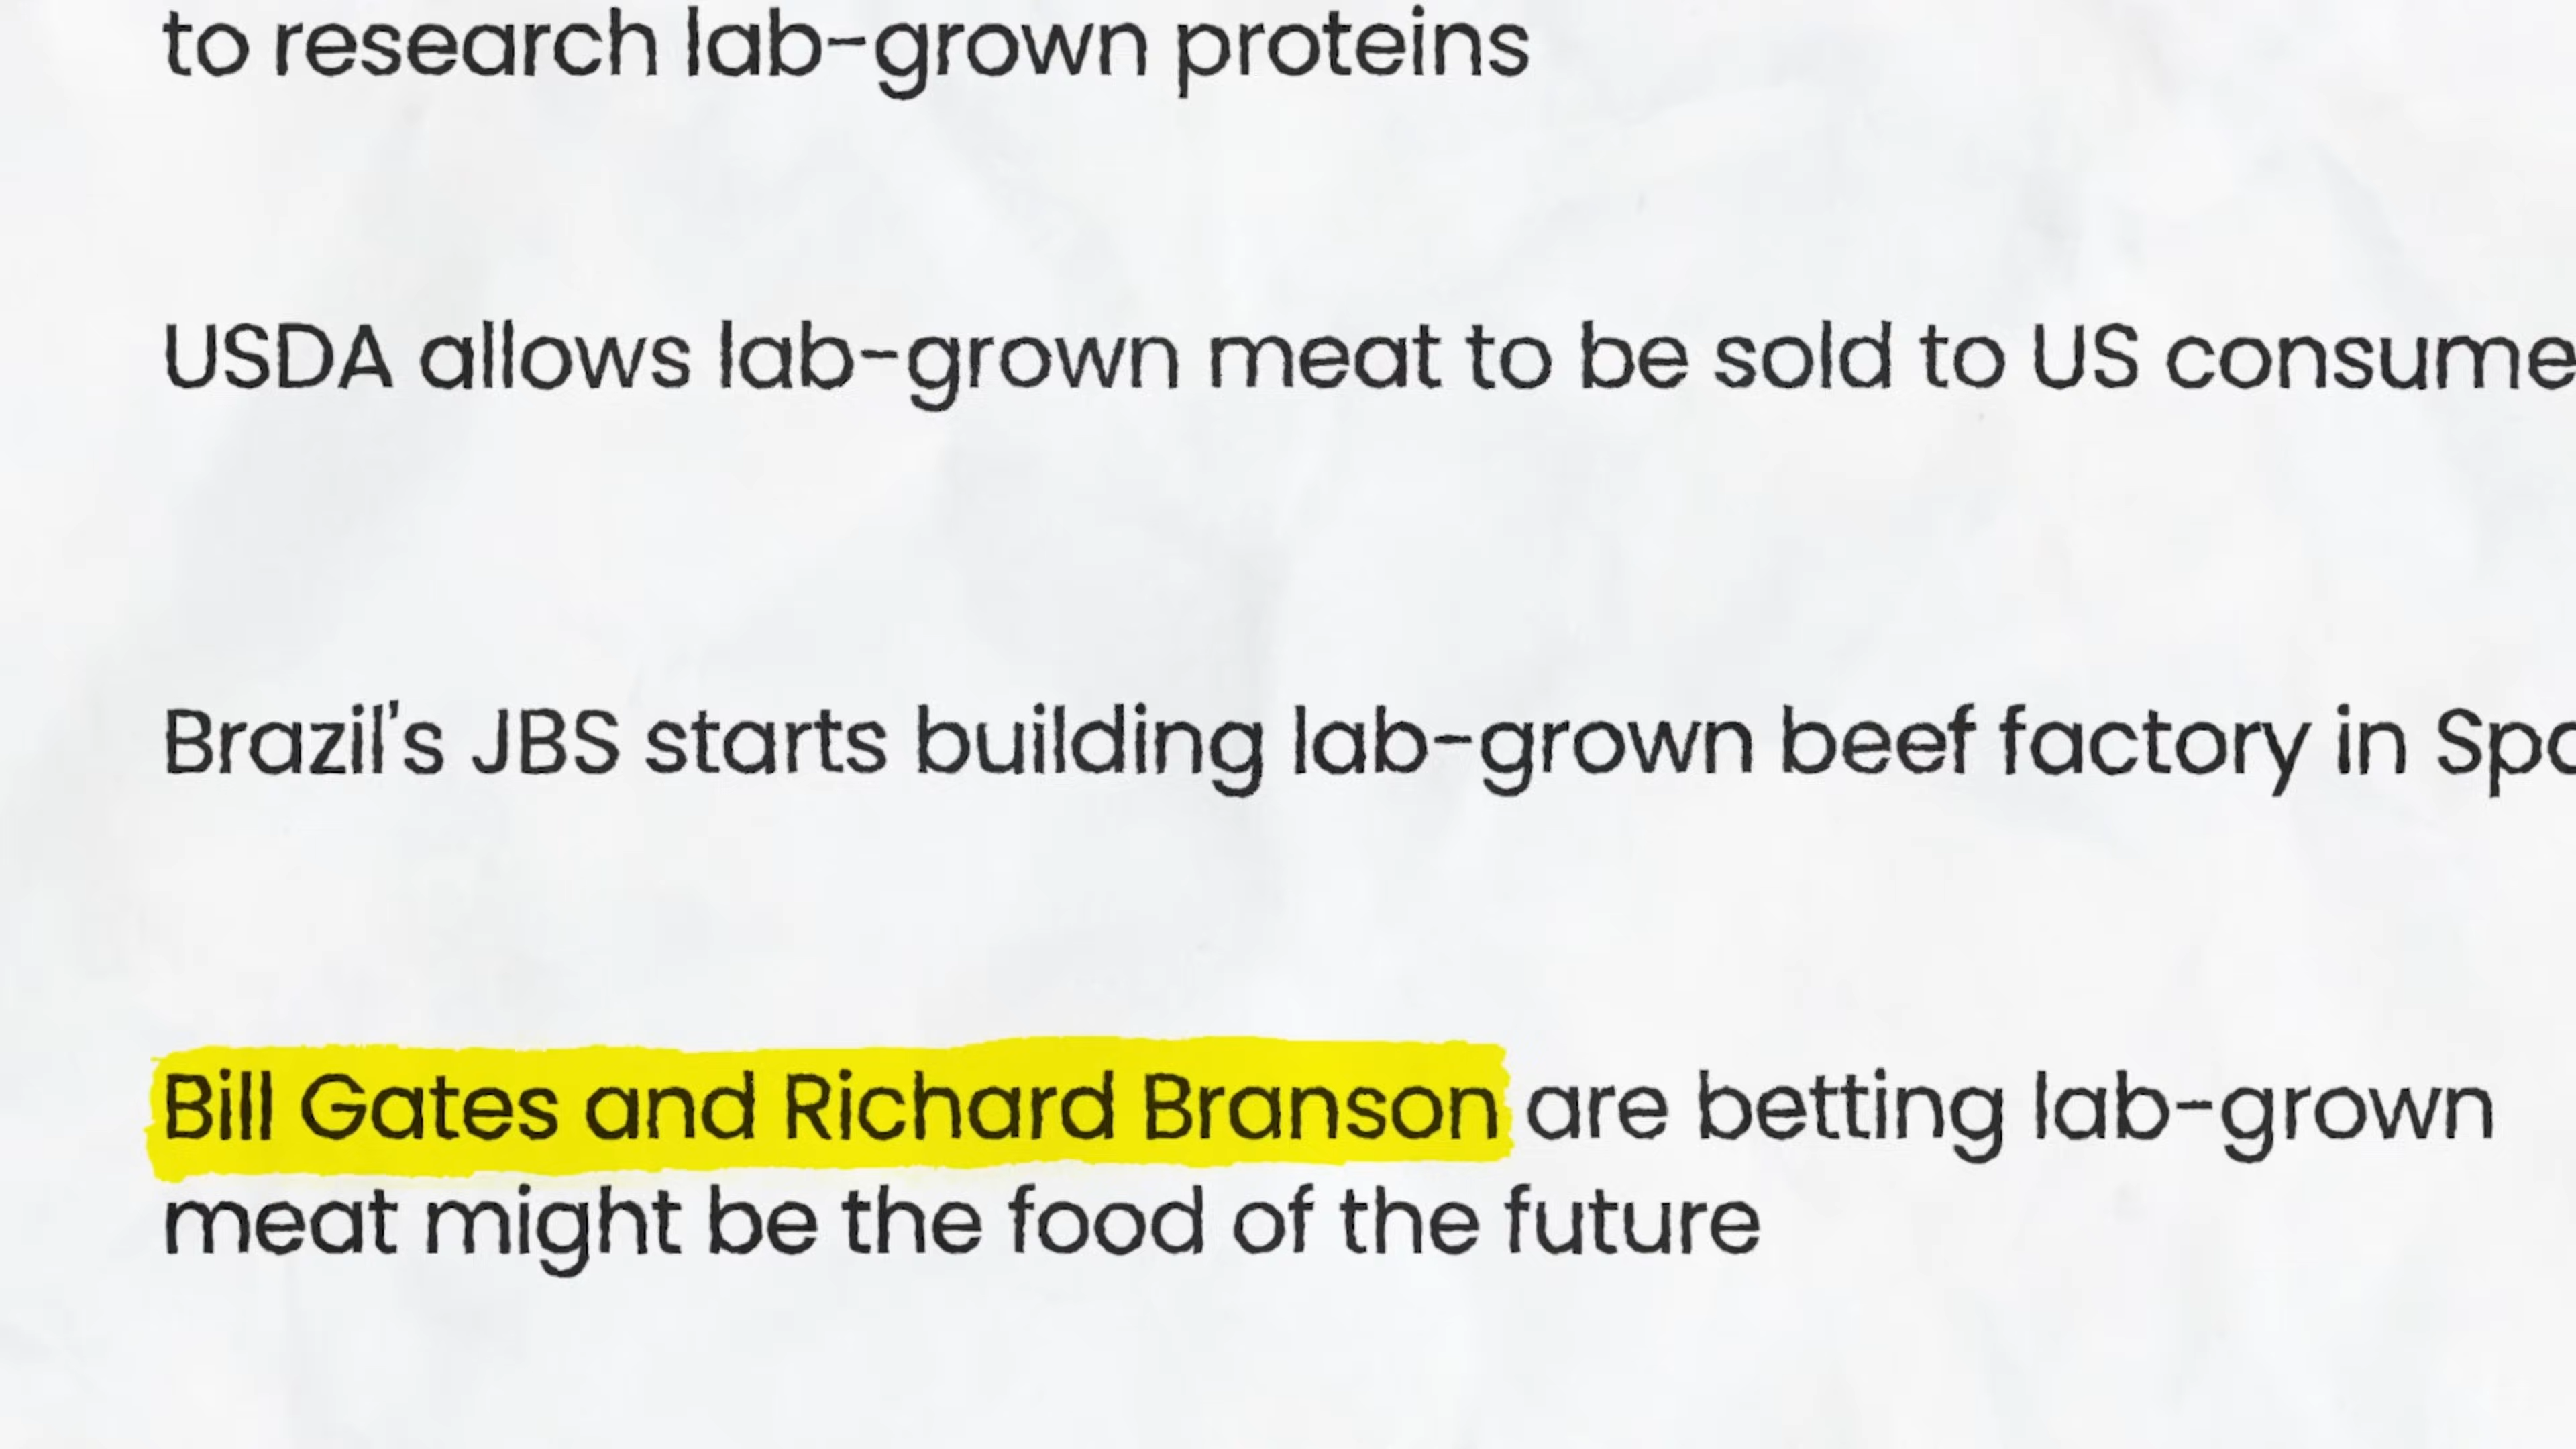 to research lab-grown proteins
USDA allows lab-grown meat to be sold to US
Brazil's JBS starts building lab-grown beef factory in
Bill Gates and Richard Branson are betting lab-grown
meat might be the food of the future